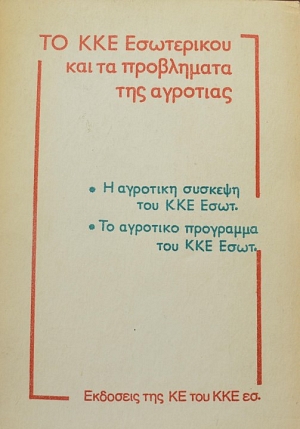 ΤΟ ΚΚΕ Εσωτερικου
και τα προβληματα
της αγροτιας
• Η αγροτικη συσκεψη
του ΚΚΕ Εσωτ.
• Το αγροτικο προγραμμα
του ΚΚΕ Εσωτ.
Εκδοσεις της ΚΕ του ΚΚΕ εσ.